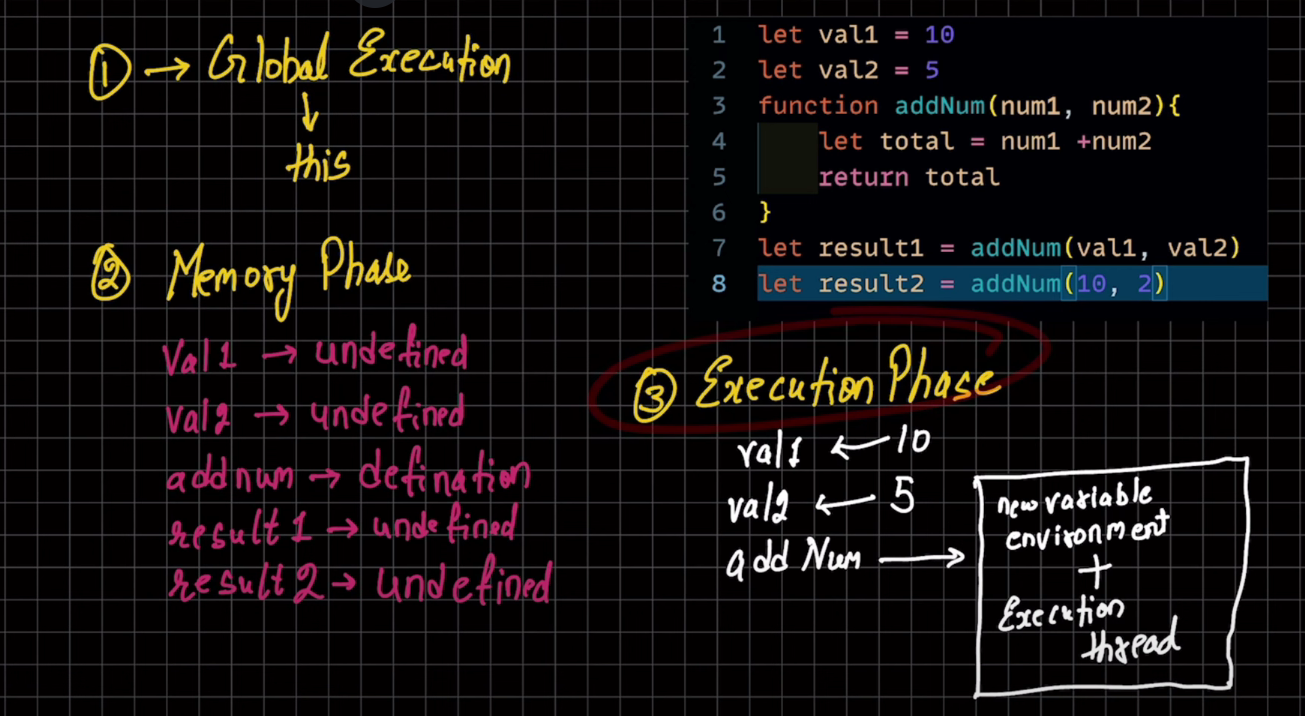 ① → Global Execution
↓
this
② Memory Phase
Val1 → undefined
val2 → undefined
addnum → defination
result1 → undefined
result2 → undefined
1 let val1 = 10
2 let val2 = 5
3 function addNum(num1, num2){
4 let total = num1 +num2
5 return total
6 }
7 let result1 = addNum(val1, val2)
8 let result2 = addNum(10, 2)
③ Execution Phase
val1 ← 10
val2 ← 5
add Num →
new variable
environment
+
Execution
thread